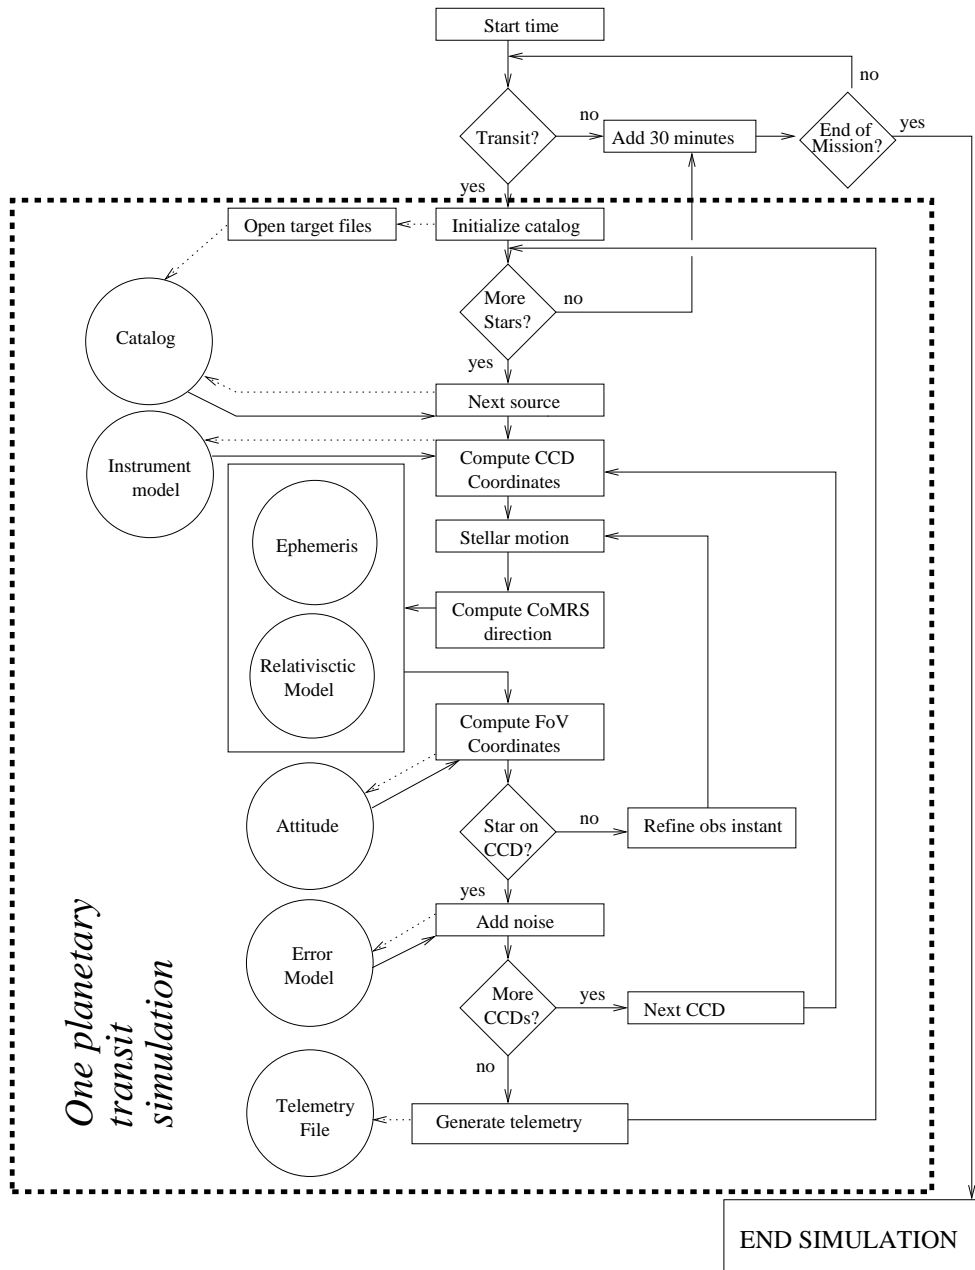 Start time
no
Transit?
no
Add 30 minutes
End of
Mission?
yes
yes
Open target files
Initialize catalog
More
Stars?
no
Catalog
yes
Next source
Instrument
model
Compute CCD
Coordinates
Ephemeris
Stellar motion
Compute CoMRS
direction
Relativisctic
Model
Compute FoV
Coordinates
Attitude
Star on
CCD?
no
Refine obs instant
yes
Add noise
Error
Model
More
CCDs?
yes
Next CCD
no
Telemetry
File
Generate telemetry
One planetary
transit
simulation
END SIMULATION